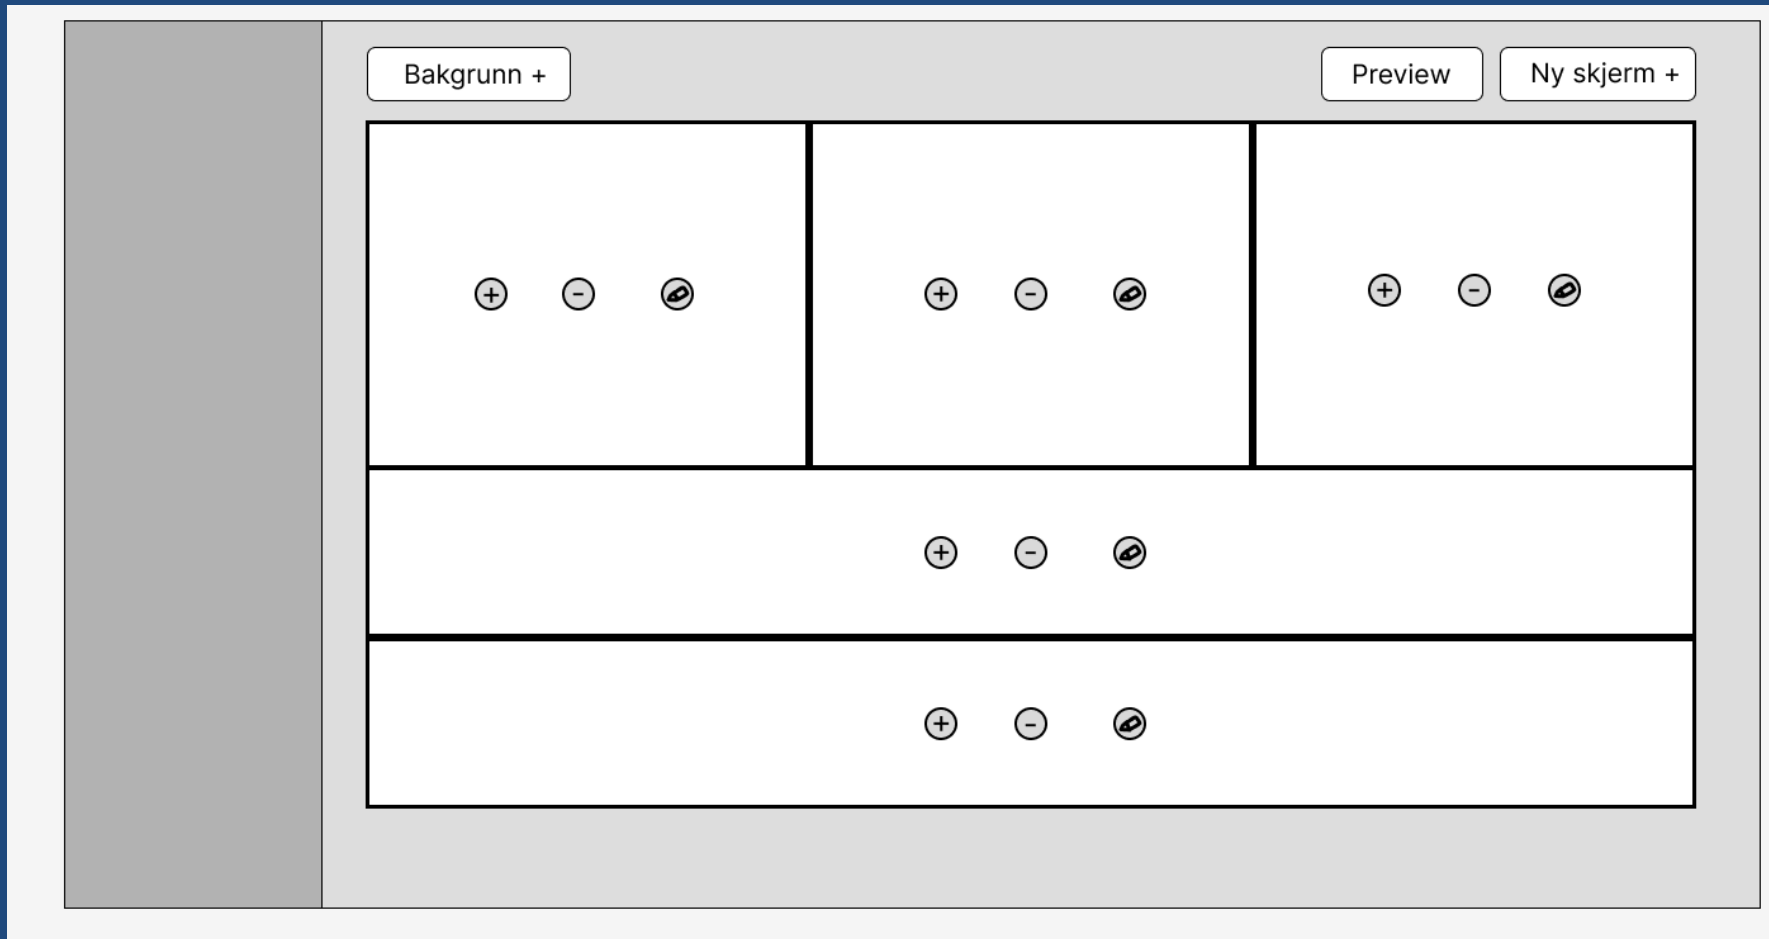 Bakgrunn +
Preview
Ny skjerm +
+ -
+ -
+ -
+ -
+ -